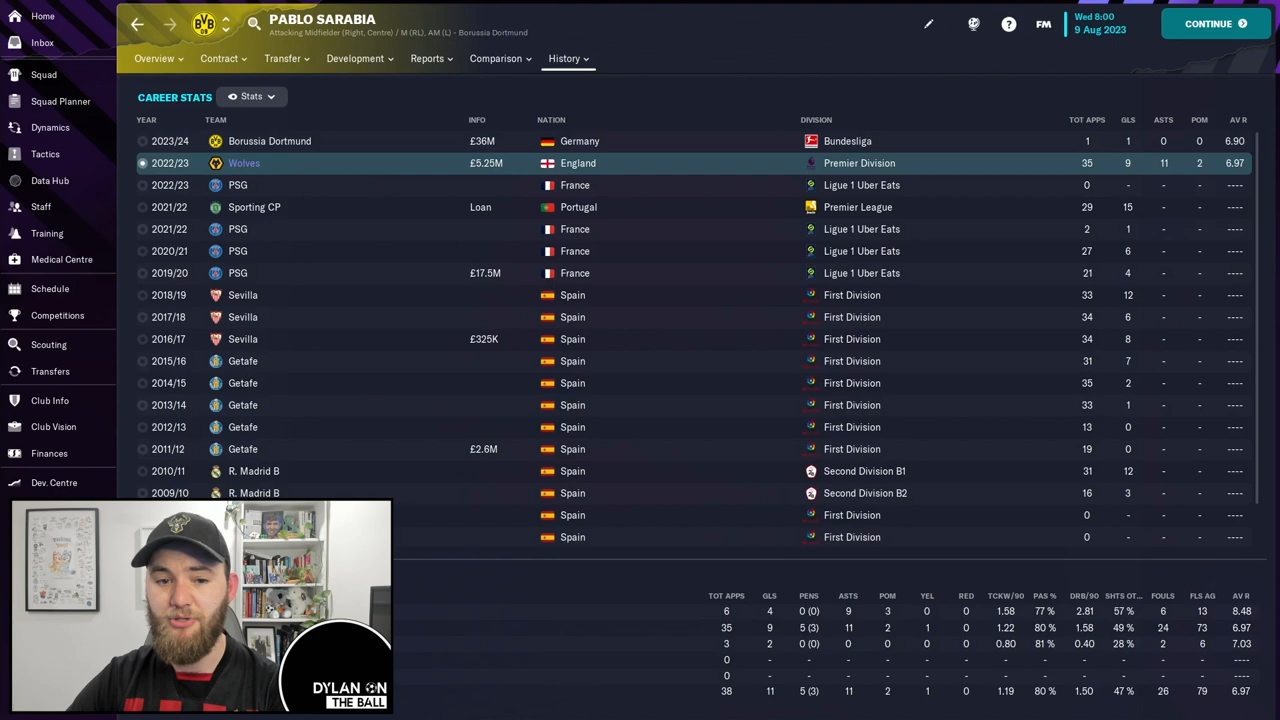 PABLO SARABIA
Attacking Midfielder (Right, Centre) / M (RL), AM (L) - Borussia Dortmund
FM
Wed 8:00
9 Aug 2023
CONTINUE
Home
Inbox
Squad
Squad Planner
Dynamics
Tactics
Data Hub
Staff
Training
Medical Centre
Schedule
Competitions
Scouting
Transfers
Club Info
Club Vision
Finances
Dev. Centre
Overview Contract Transfer Development Reports Comparison History
CAREER STATS Stats
YEAR TEAM INFO NATION DIVISION TOT APPS GLS ASTS POM AV R
2023/24 Borussia Dortmund £36M Germany Bundesliga 1 1 0 0 6.90
2022/23 Wolves £5.25M England Premier Division 35 9 11 2 6.97
2022/23 PSG France Ligue 1 Uber Eats 0 - - - ----
2021/22 Sporting CP Loan Portugal Premier League 29 15 - - ----
2021/22 PSG France Ligue 1 Uber Eats 2 1 - - ----
2020/21 PSG France Ligue 1 Uber Eats 27 6 - - ----
2019/20 PSG £17.5M France Ligue 1 Uber Eats 21 4 - - ----
2018/19 Sevilla Spain First Division 33 12 - - ----
2017/18 Sevilla Spain First Division 34 6 - - ----
2016/17 Sevilla £325K Spain First Division 34 8 - - ----
2015/16 Getafe Spain First Division 31 7 - - ----
2014/15 Getafe Spain First Division 35 2 - - ----
2013/14 Getafe Spain First Division 33 1 - - ----
2012/13 Getafe Spain First Division 13 0 - - ----
2011/12 Getafe £2.6M Spain First Division 19 0 - - ----
2010/11 R. Madrid B Spain Second Division B1 31 12 - - ----
2009/10 R. Madrid B Spain Second Division B2 16 3 - - ----
Spain First Division 0 - - - ----
Spain First Division 0 - - - ----
TOT APPS GLS PENS ASTS POM YEL RED TCKW/90 PAS % DRB/90 SHTS OT... FOULS FLS AG AV R
6 4 0 (0) 9 3 0 0 1.58 77 % 2.81 57 % 6 13 8.48
35 9 5 (3) 11 2 1 0 1.22 80 % 1.58 49 % 24 73 6.97
3 2 0 (0) 0 0 0 0 0.80 81 % 0.40 28 % 2 6 7.03
0 - - - - - - - - - - - - ----
0 - - - - - - - - - - - - ----
38 11 5 (3) 11 2 1 0 1.19 80 % 1.50 47 % 26 79 6.97
DYLAN ON
THE BALL